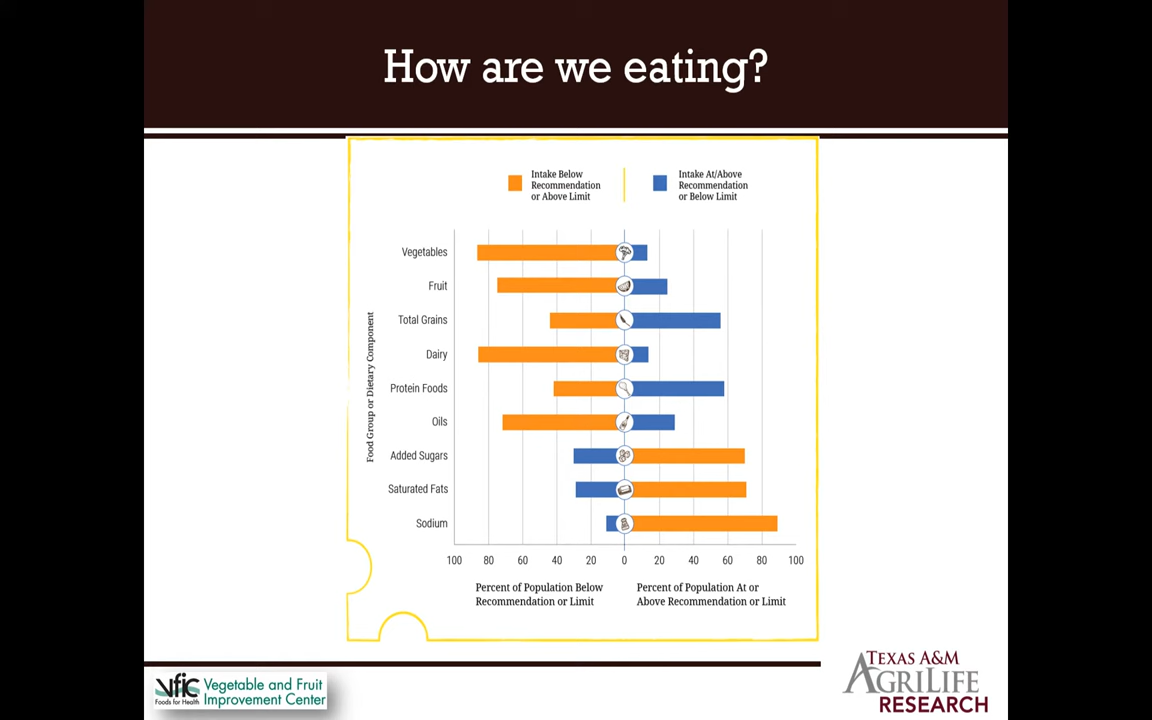 How are we eating?
Intake Below
Recommendation
or Above Limit
Intake At/Above
Recommendation
or Below Limit
Food Group or Dietary Component
Vegetables
Fruit
Total Grains
Dairy
Protein Foods
Oils
Added Sugars
Saturated Fats
Sodium
100 80 60 40 20 0 20 40 60 80 100
Percent of Population Below
Recommendation or Limit
Percent of Population At or
Above Recommendation or Limit
vfic
Foods for Health
Vegetable and Fruit
Improvement Center
TEXAS A&M
AGRILIFE
RESEARCH